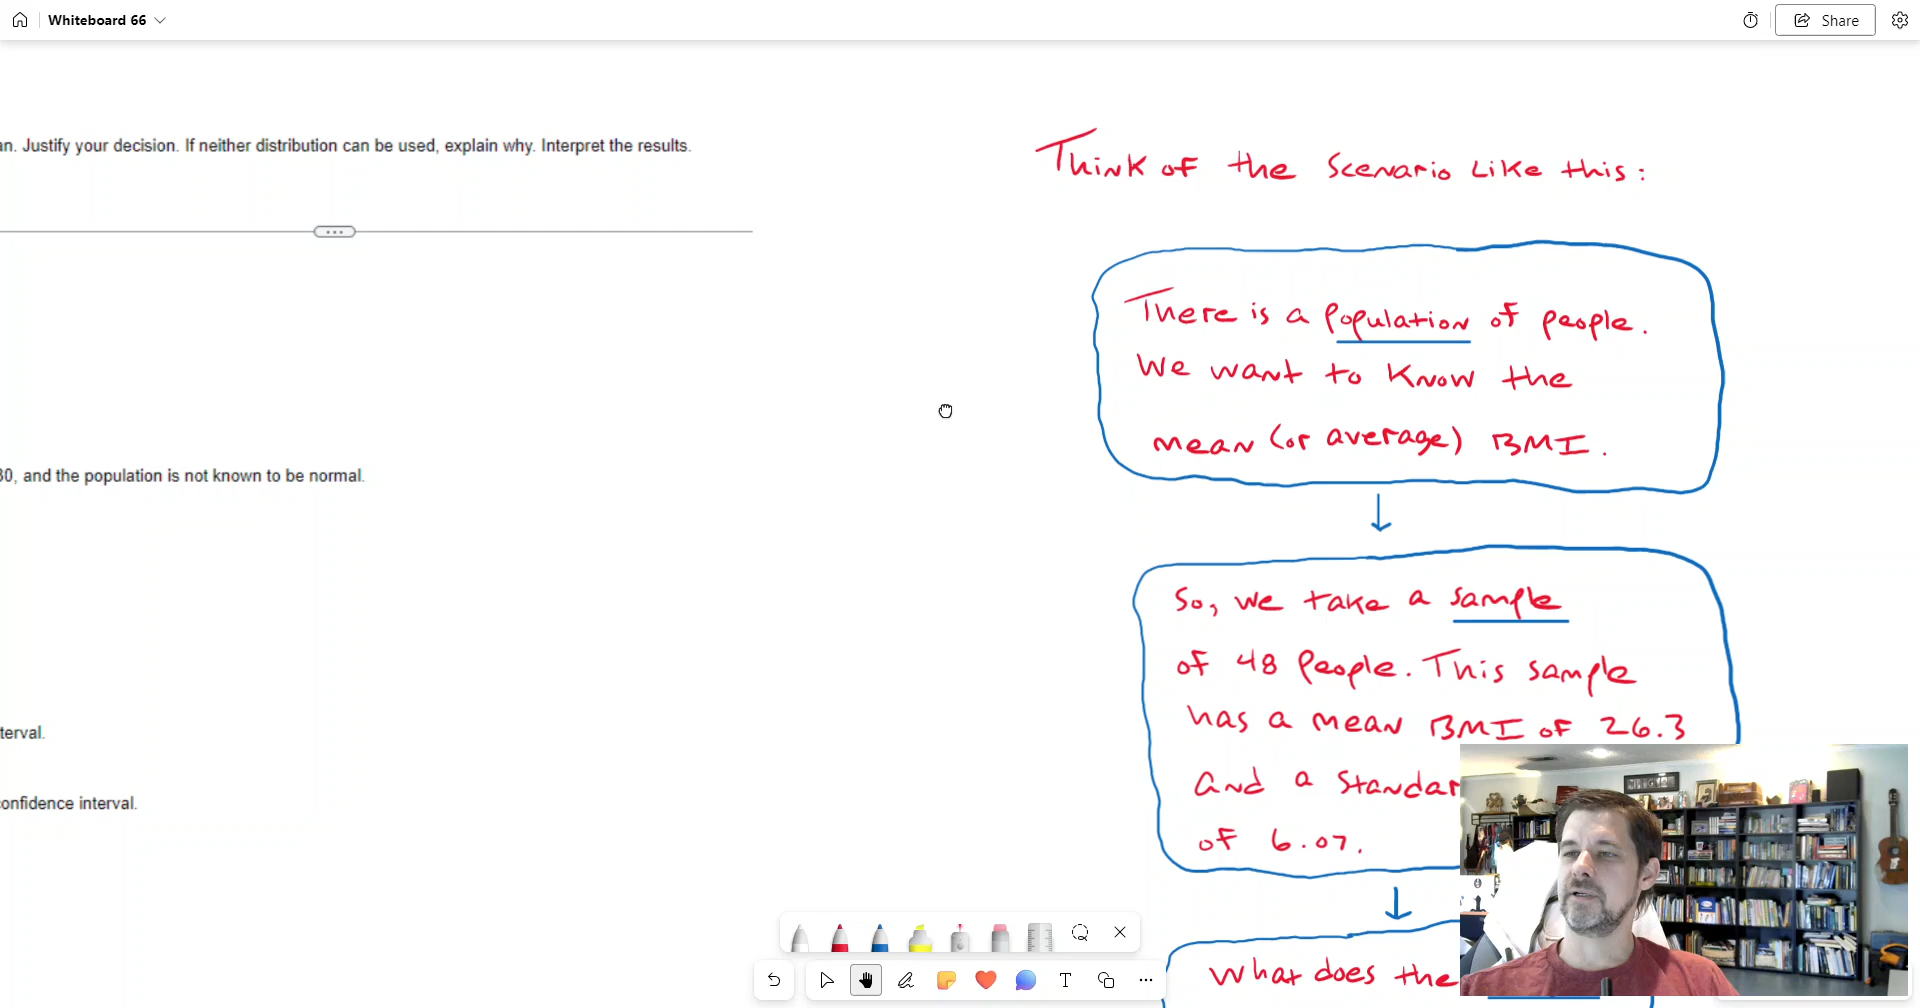 Whiteboard 66
Share
an. Justify your decision. If neither distribution can be used, explain why. Interpret the results.
30, and the population is not known to be normal.
terval.
confidence interval.
Think of the Scenario Like this:
There is a population of people.
We want to know the
mean (or average) BMI.
So, we take a sample
of 48 People. This sample
has a mean BMI of 26.3
and a standar
of 6.07.
What does the
T